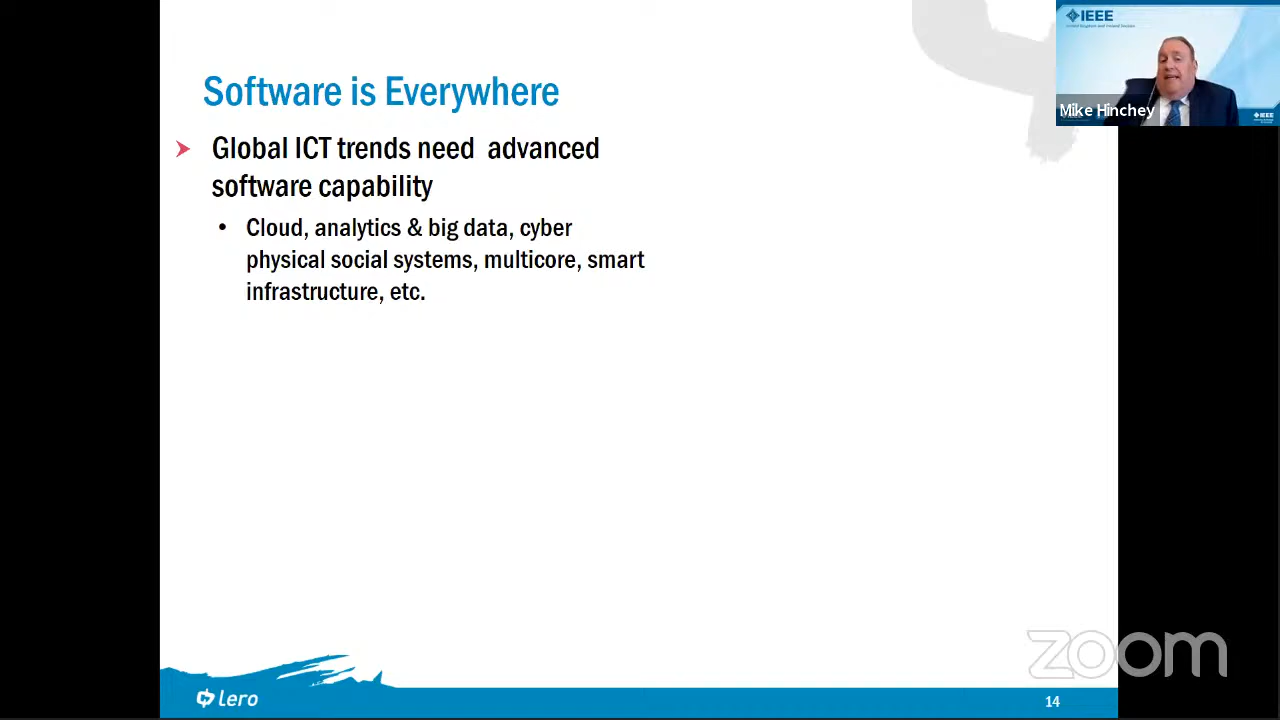 IEEE
Mike Hinchey
IEEE
Software is Everywhere
Global ICT trends need advanced
software capability
• Cloud, analytics & big data, cyber
physical social systems, multicore, smart
infrastructure, etc.
zoom
Lero
14